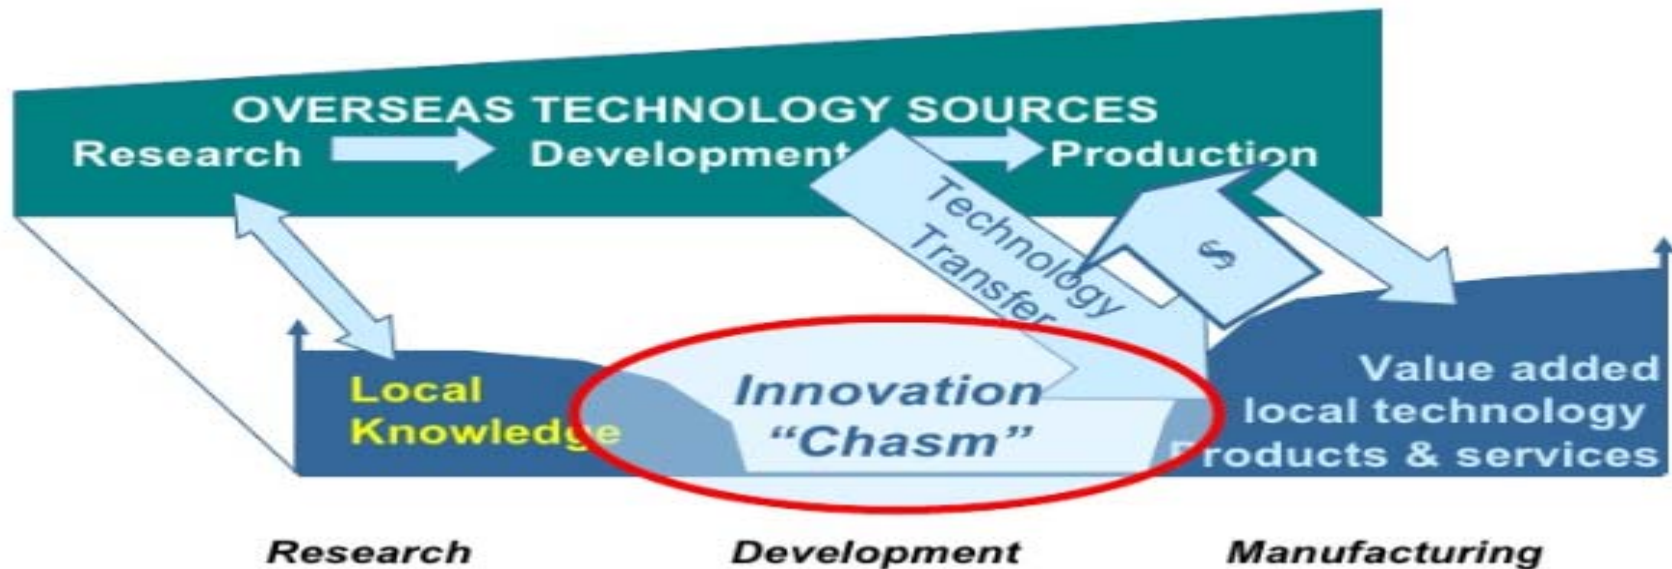 OVERSEAS TECHNOLOGY SOURCES
Research
Development
Production
Technology
Transfer
$
Local
Knowledge
Innovation
“Chasm”
Value added
local technology
Products & services
Research
Development
Manufacturing